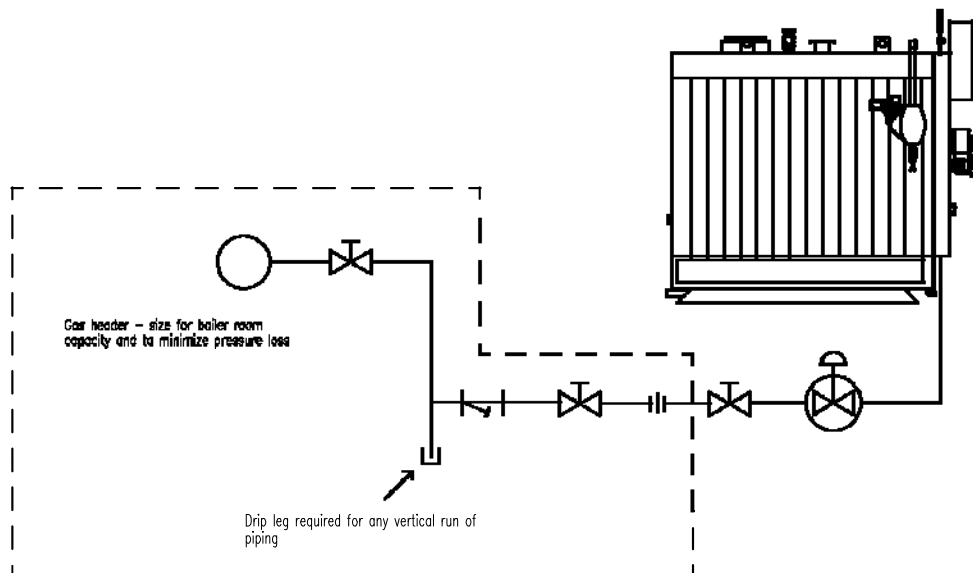 Gas header – size for boiler room
capacity and to minimize pressure loss
Drip leg required for any vertical run of
piping